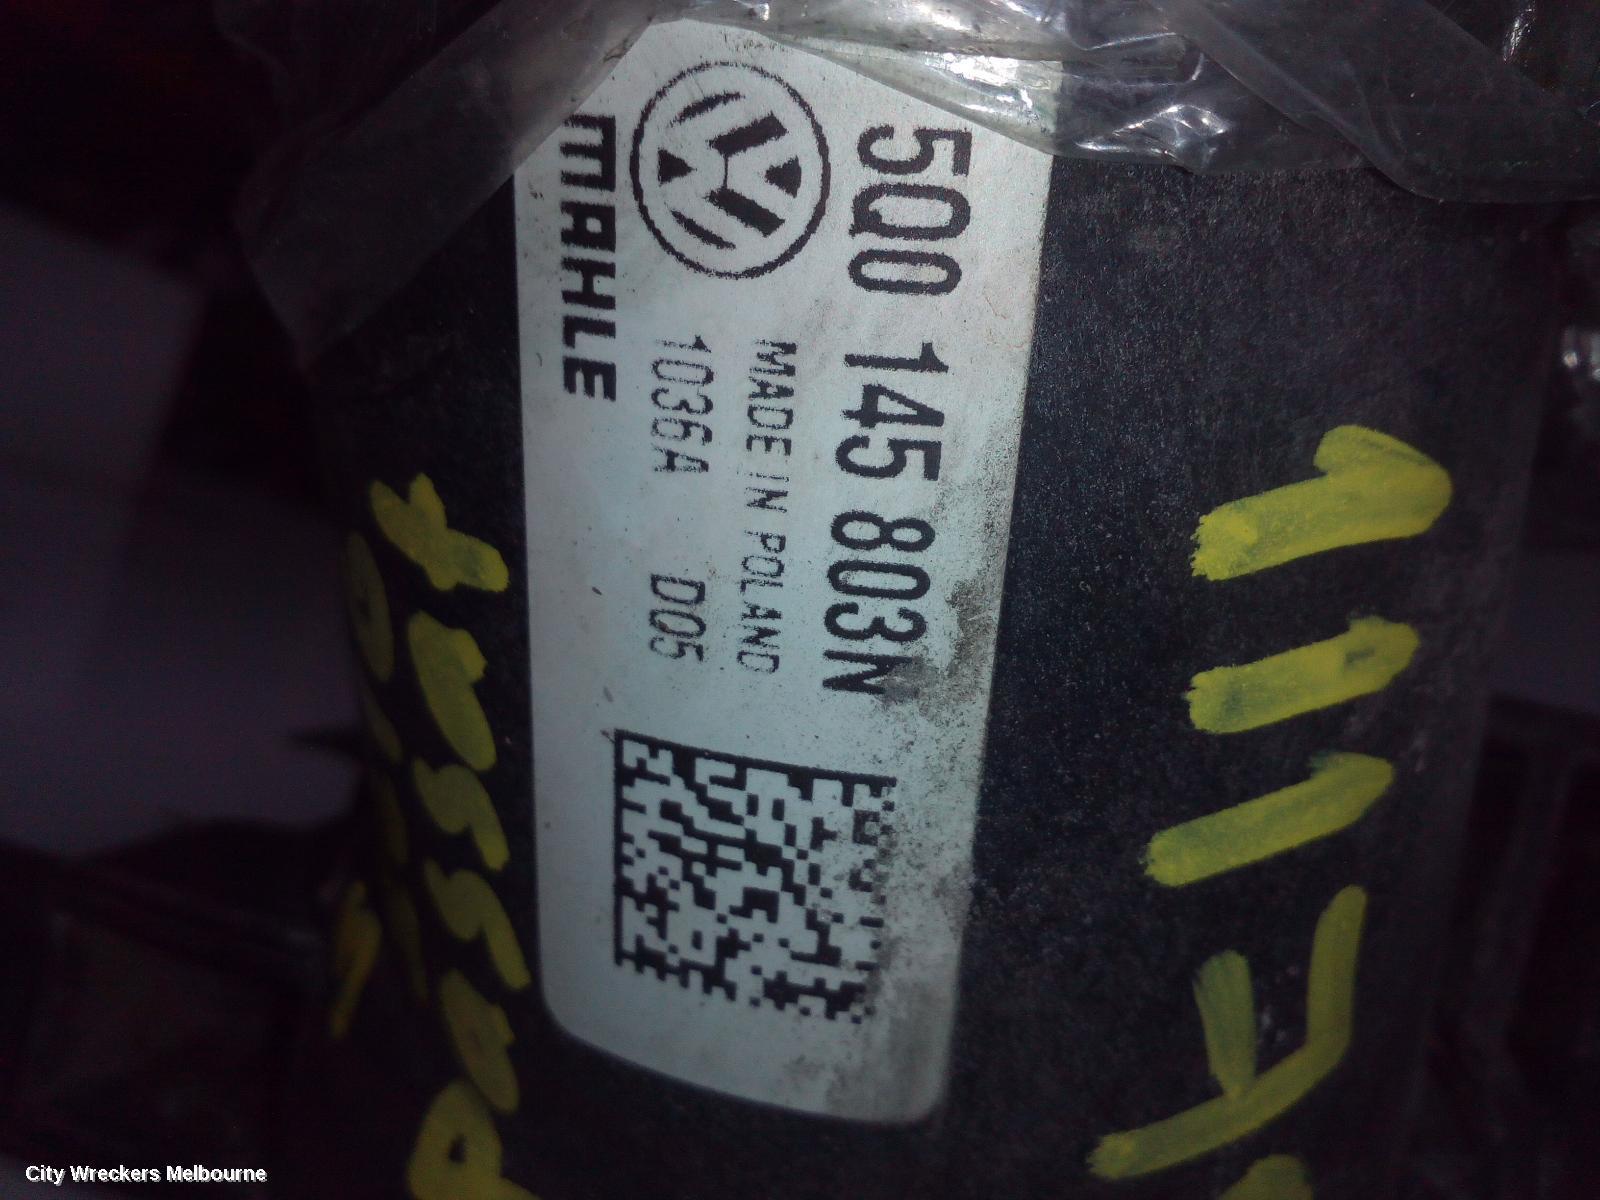 5Q0 145 803N
MADE IN POLAND
1036A D05
MAHLE
City Wreckers Melbourne